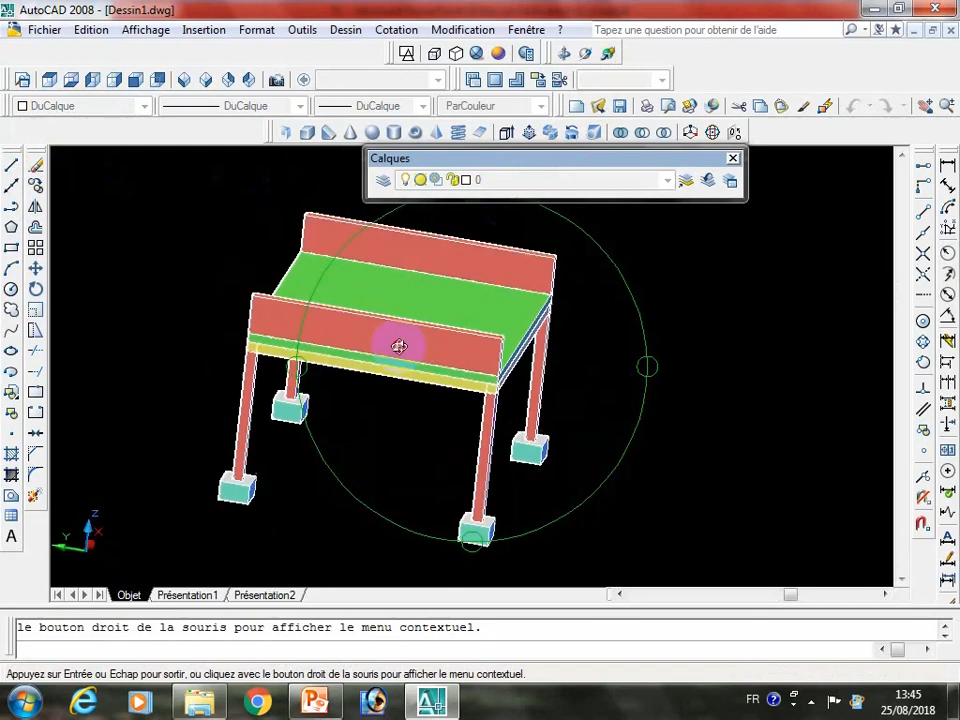 AutoCAD 2008 - [Dessin1.dwg]
Fichier Edition Affichage Insertion Format Outils Dessin Cotation Modification Fenêtre ? Tapez une question pour obtenir de l'aide
DuCalque DuCalque DuCalque ParCouleur
Calques
0
Z
Y X
Objet Présentation1 Présentation2
le bouton droit de la souris pour afficher le menu contextuel.
Appuyez sur Entrée ou Echap pour sortir, ou cliquez avec le bouton droit de la souris pour afficher le menu contextuel.
FR
13:45
25/08/2018